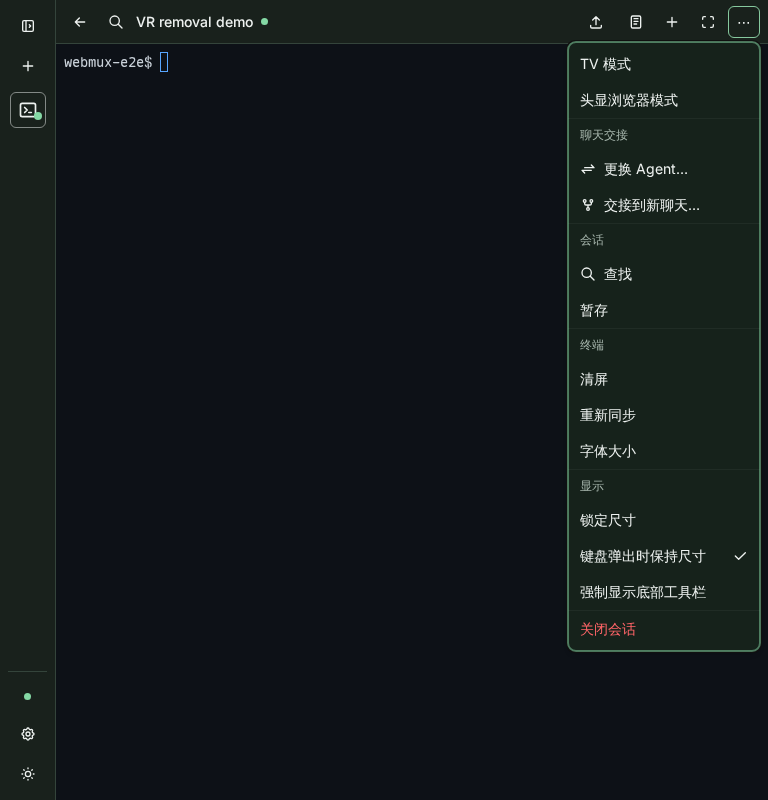 VR removal demo
webmux-e2e$
TV 模式
头显浏览器模式
聊天交接
更换 Agent...
交接到新聊天...
会话
查找
暂存
终端
清屏
重新同步
字体大小
显示
锁定尺寸
键盘弹出时保持尺寸
强制显示底部工具栏
关闭会话